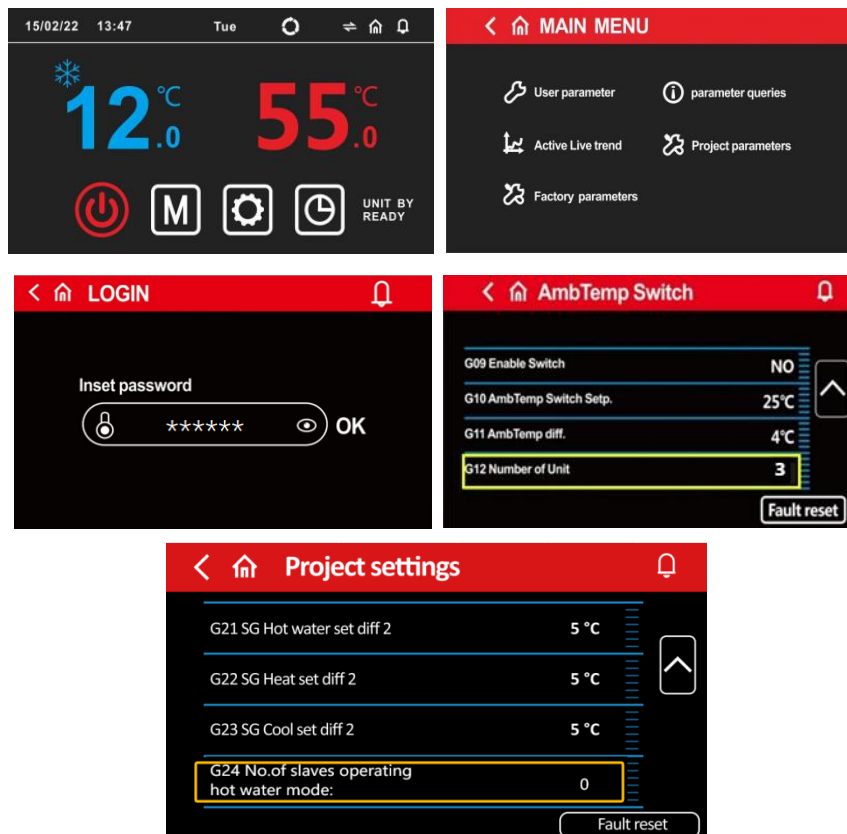 15/02/22 13:47 Tue
12.0 °C 55.0 °C
M
UNIT BY
READY
MAIN MENU
User parameter parameter queries
Active Live trend Project parameters
Factory parameters
LOGIN
Inset password
****** OK
AmbTemp Switch
G09 Enable Switch NO
G10 AmbTemp Switch Setp. 25°C
G11 AmbTemp diff. 4°C
G12 Number of Unit 3
Fault reset
Project settings
G21 SG Hot water set diff 2 5 °C
G22 SG Heat set diff 2 5 °C
G23 SG Cool set diff 2 5 °C
G24 No.of slaves operating
hot water mode: 0
Fault reset